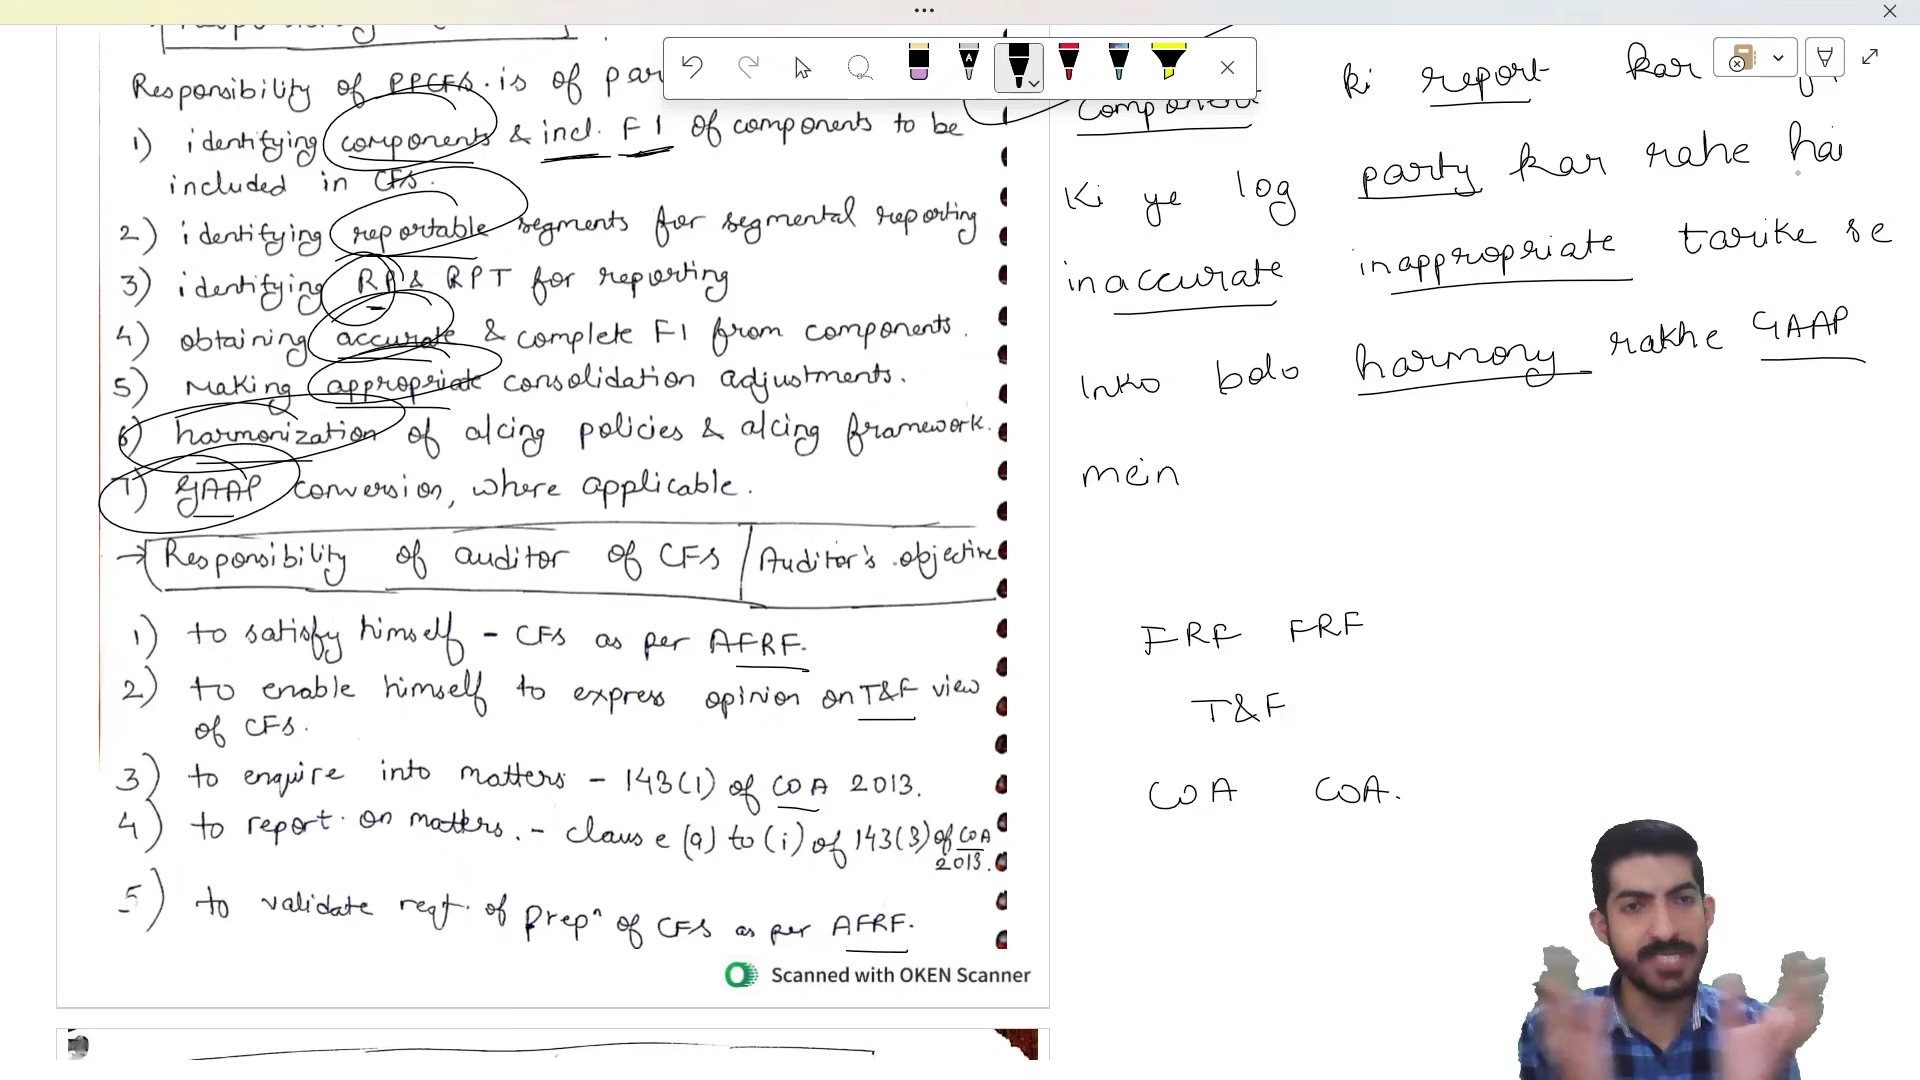 Responsibility of PPCFS. is of par
1) identifying components & incl. FI of components to be
included in CFS.
2) identifying reportable segments for segmental reporting
3) identifying RP & RPT for reporting
4) obtaining accurate & complete FI from components.
5) Making appropriate consolidation adjustments.
6) harmonization of a/cing policies & a/cing framework.
7) GAAP conversion, where applicable.
→ Responsibility of auditor of CFS | Auditor's objective
1) to satisfy himself - CFS as per AFRF.
2) to enable himself to express opinion on T&F view
of CFS.
3) to enquire into matters - 143(1) of COA 2013.
4) to report on matters. - clause (a) to (i) of 143(3) of COA
2013.
5) to validate reqt. of prepn of CFS as per AFRF.
Scanned with OKEN Scanner
Component ki report kar
Ki ye log party kar rahe hai
inaccurate inappropriate tarike se
Inko bolo harmony rakhe GAAP
mein
FRF FRF
T&F
COA COA.